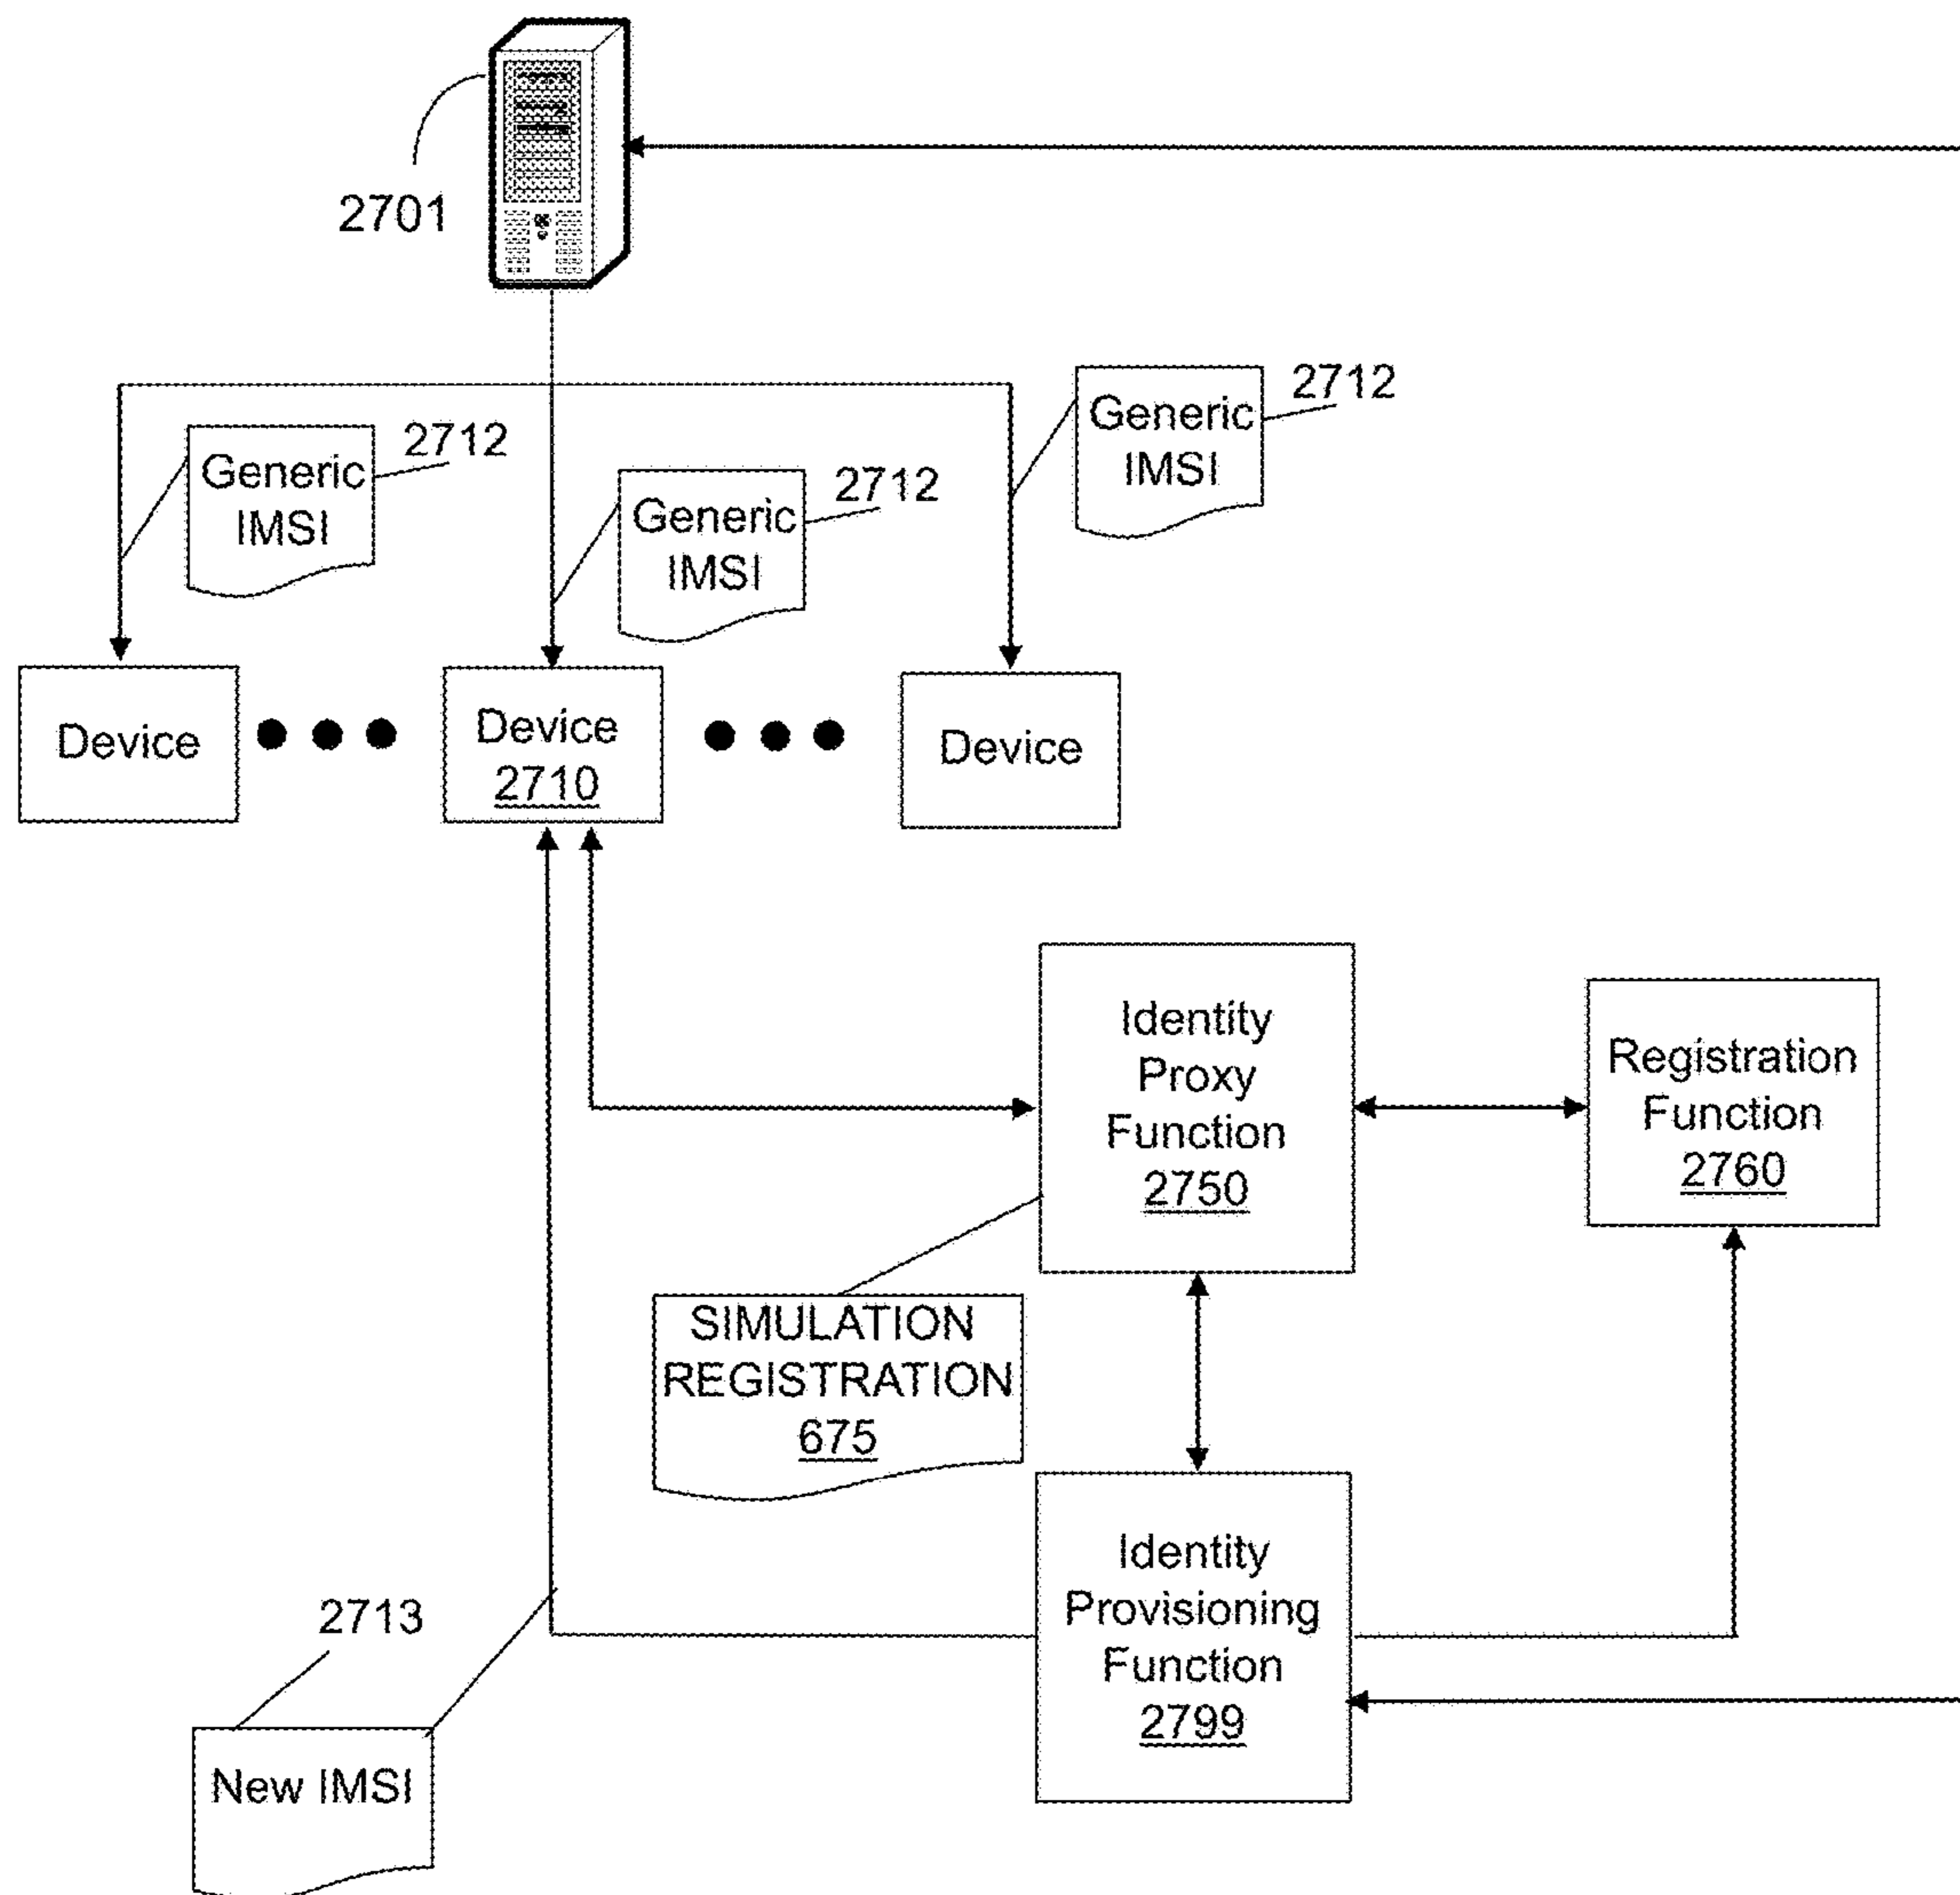 2701
Generic
IMSI
2712
Generic
IMSI
2712
Generic
IMSI
2712
Device
Device
2710
Device
Identity
Proxy
Function
2750
Registration
Function
2760
SIMULATION
REGISTRATION
675
Identity
Provisioning
Function
2799
2713
New IMSI